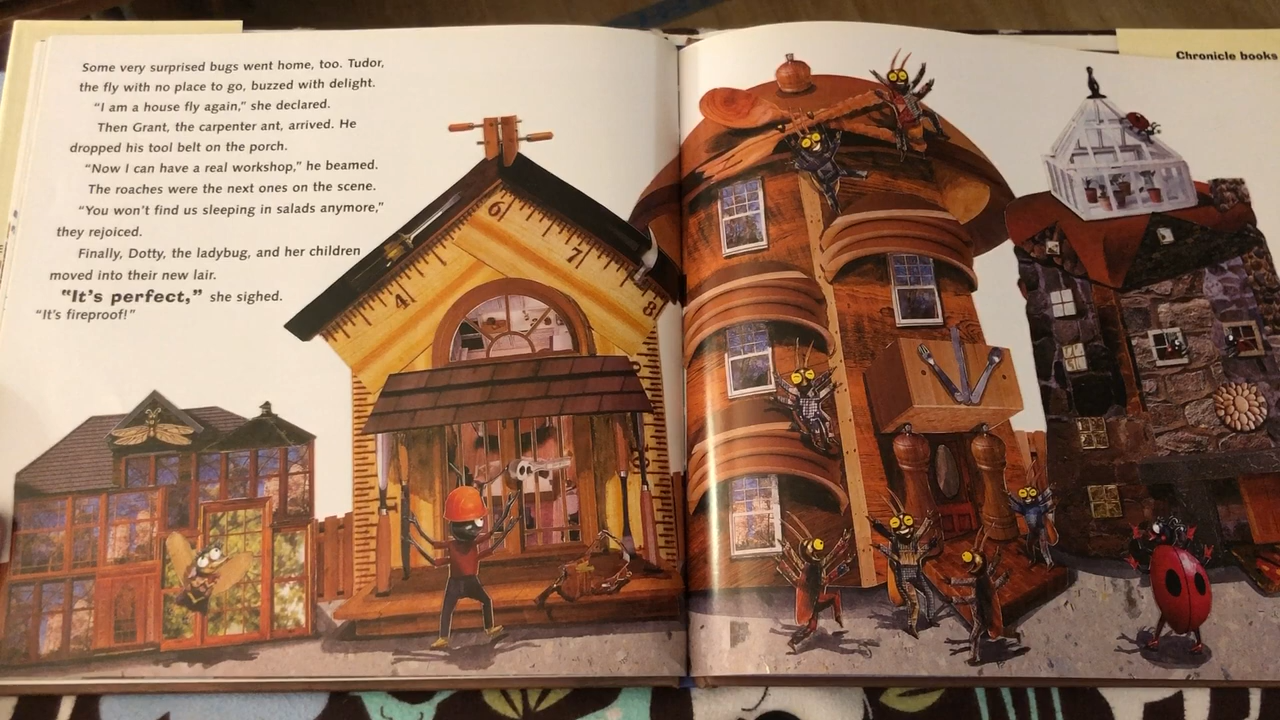 Some very surprised bugs went home, too. Tudor,
the fly with no place to go, buzzed with delight.
"I am a house fly again," she declared.
Then Grant, the carpenter ant, arrived. He
dropped his tool belt on the porch.
"Now I can have a real workshop," he beamed.
The roaches were the next ones on the scene.
"You won't find us sleeping in salads anymore,"
they rejoiced.
Finally, Dotty, the ladybug, and her children
moved into their new lair.
"It's perfect," she sighed.
"It's fireproof!"
4
6
7
8
Chronicle books